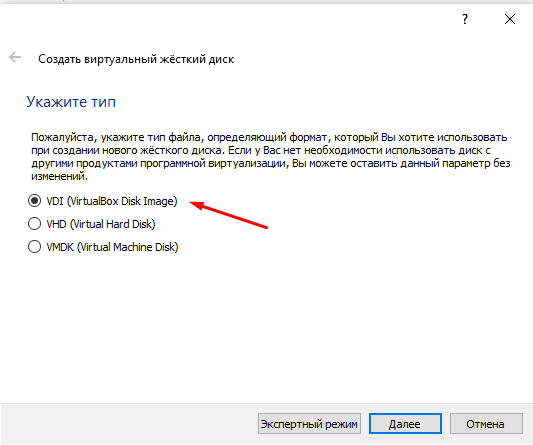 ?
Создать виртуальный жёсткий диск
Укажите тип
Пожалуйста, укажите тип файла, определяющий формат, который Вы хотите использовать
при создании нового жёсткого диска. Если у Вас нет необходимости использовать диск с
другими продуктами программной виртуализации, Вы можете оставить данный параметр без
изменений.
VDI (VirtualBox Disk Image)
VHD (Virtual Hard Disk)
VMDK (Virtual Machine Disk)
Экспертный режим Далее Отмена